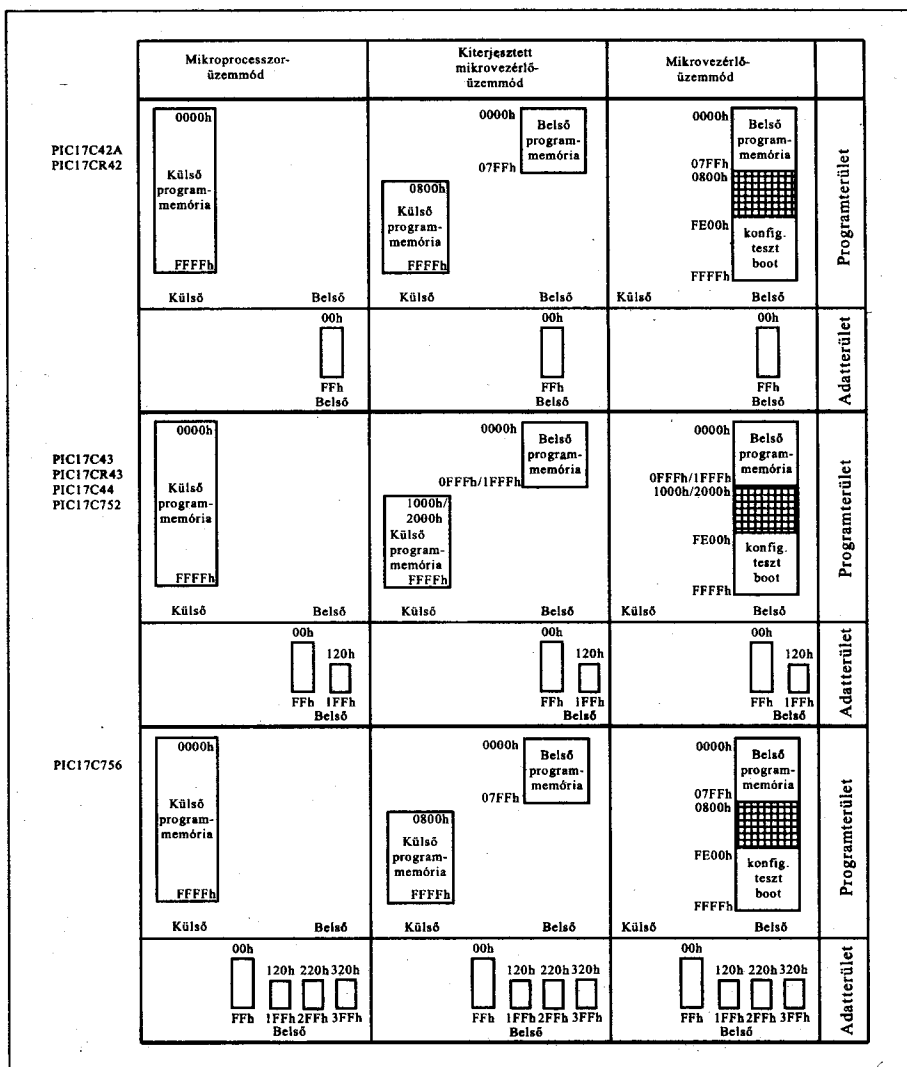 Mikroprocesszor-
üzemmód
Kiterjesztett
mikrovezérlő-
üzemmód
Mikrovezérlő-
üzemmód
PIC17C42A
PIC17CR42
0000h
Külső
program-
memória
FFFFh
Külső
Belső
0000h
Belső
program-
memória
07FFh
0800h
Külső
program-
memória
FFFFh
Külső
Belső
0000h
Belső
program-
memória
07FFh
0800h
FE00h
konfig.
teszt
boot
FFFFh
Külső
Belső
Programterület
00h
FFh
Belső
00h
FFh
Belső
00h
FFh
Belső
Adatterület
PIC17C43
PIC17CR43
PIC17C44
PIC17C752
0000h
Külső
program-
memória
FFFFh
Külső
Belső
0000h
Belső
program-
memória
0FFFh/1FFFh
1000h/
2000h
Külső
program-
memória
FFFFh
Külső
Belső
0000h
Belső
program-
memória
0FFFh/1FFFh
1000h/2000h
FE00h
konfig.
teszt
boot
FFFFh
Külső
Belső
Programterület
00h
120h
FFh 1FFh
Belső
00h
120h
FFh 1FFh
Belső
00h
120h
FFh 1FFh
Belső
Adatterület
PIC17C756
0000h
Külső
program-
memória
FFFFh
Külső
Belső
0000h
Belső
program-
memória
07FFh
0800h
Külső
program-
memória
FFFFh
Külső
Belső
0000h
Belső
program-
memória
07FFh
0800h
FE00h
konfig.
teszt
boot
FFFFh
Külső
Belső
Programterület
00h
120h 220h 320h
FFh 1FFh 2FFh 3FFh
Belső
00h
120h 220h 320h
FFh 1FFh 2FFh 3FFh
Belső
00h
120h 220h 320h
FFh 1FFh 2FFh 3FFh
Belső
Adatterület